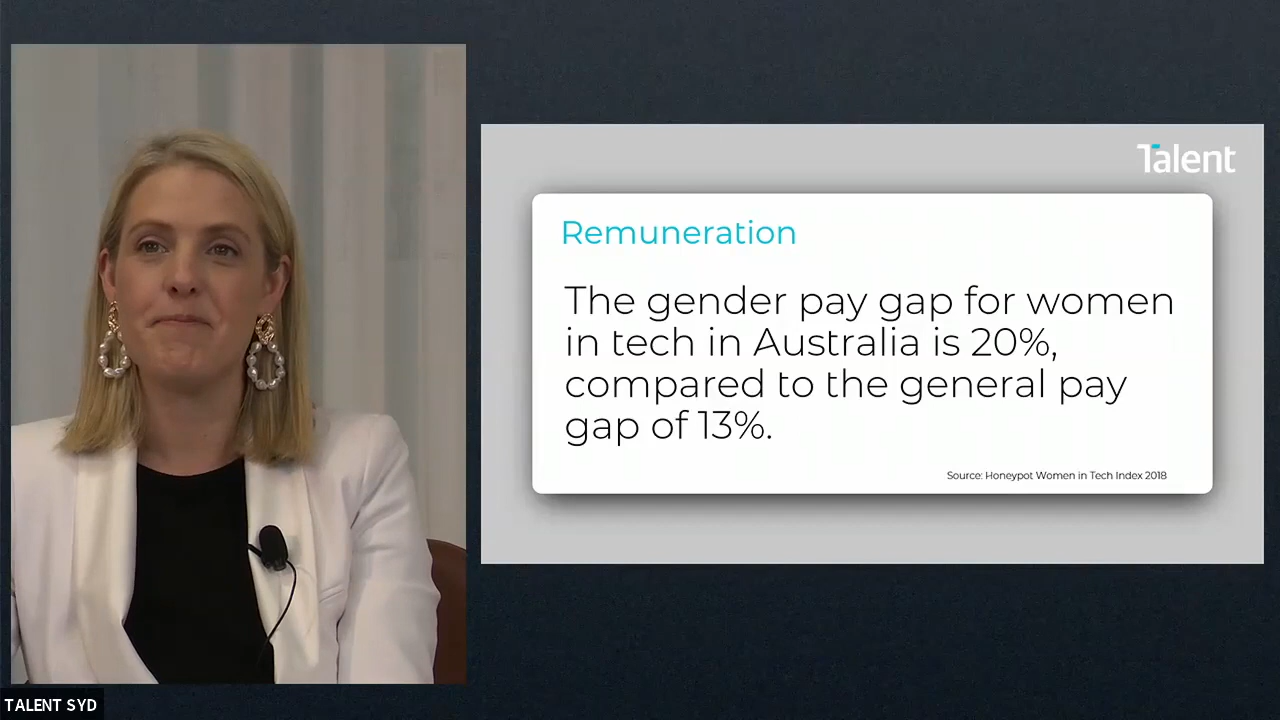 Talent
Remuneration
The gender pay gap for women
in tech in Australia is 20%,
compared to the general pay
gap of 13%.
Source: Honeypot Women in Tech Index 2018
TALENT SYD